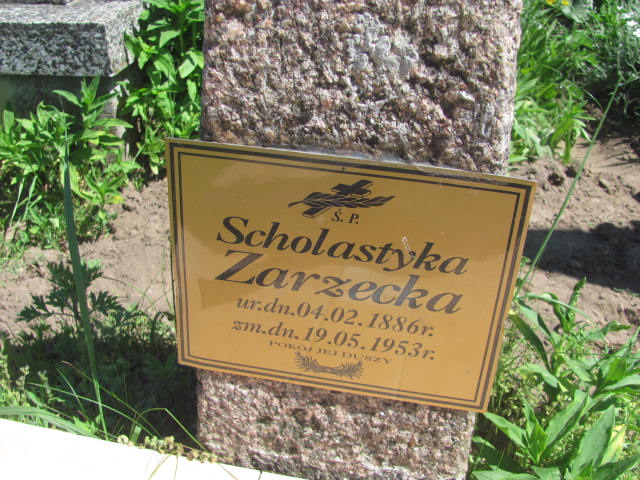 Ś. P.
Scholastyka
Zarzecka
ur.dn.04.02.1886r.
zm.dn.19.05.1953r.
POKÓJ JEJ DUSZY